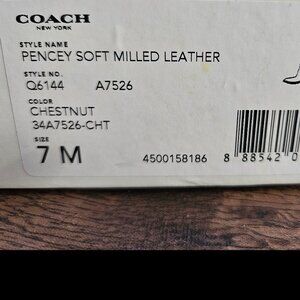 COACH
NEW YORK
STYLE NAME
PENCEY SOFT MILLED LEATHER
STYLE NO.
Q6144 A7526
COLOR
CHESTNUT
34A7526-CHT
SIZE
7 M
4500158186 8 88542 0